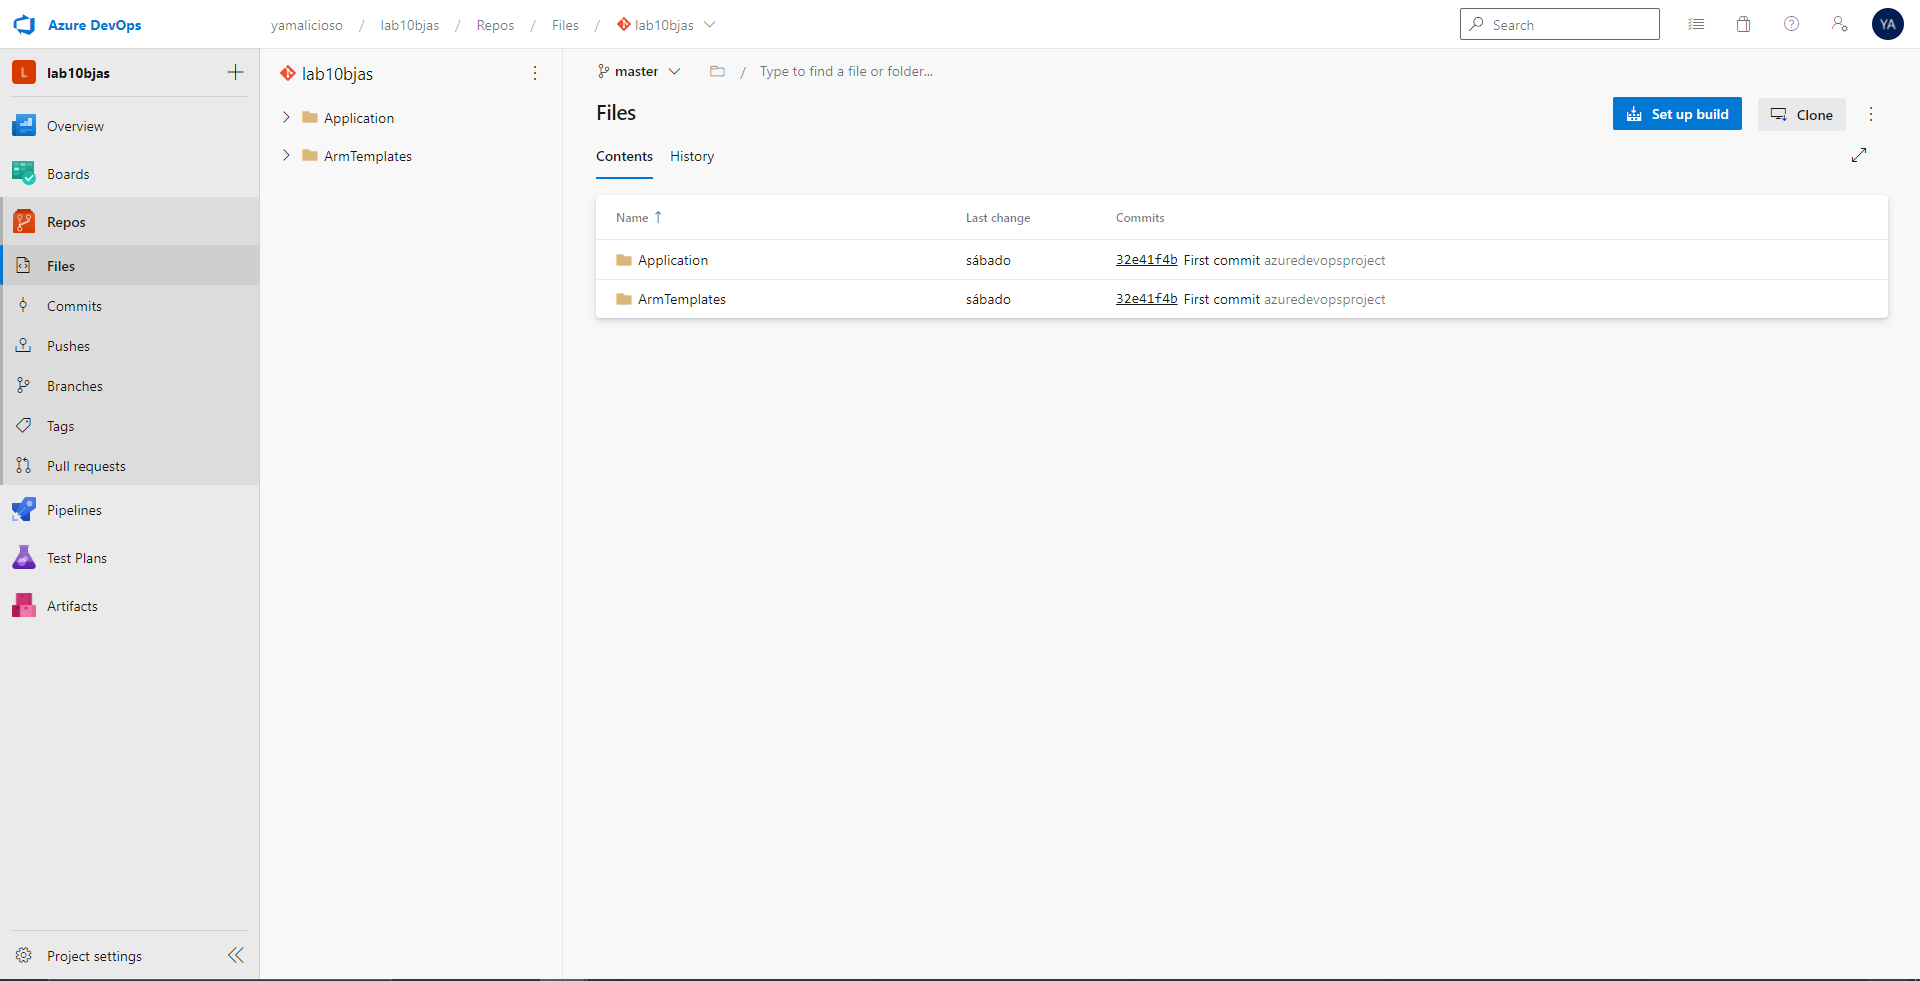 Azure DevOps
yamalicioso / lab10bjas / Repos / Files / lab10bjas
Search
YA
L lab10bjas
Overview
Boards
Repos
Files
Commits
Pushes
Branches
Tags
Pull requests
Pipelines
Test Plans
Artifacts
Project settings
lab10bjas
Application
ArmTemplates
master / Type to find a file or folder...
Files
Set up build
Clone
Contents History
Name Last change Commits
Application sábado 32e41f4b First commit azuredevopsproject
ArmTemplates sábado 32e41f4b First commit azuredevopsproject